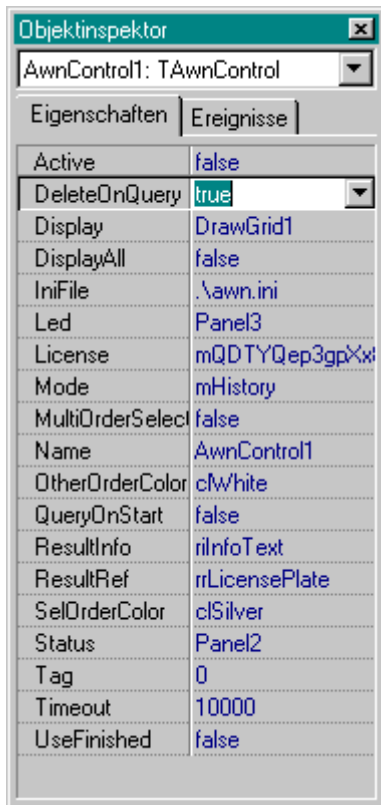 Objektinspektor
AwnControl1: TAwnControl
Eigenschaften Ereignisse
Active false
DeleteOnQuery true
Display DrawGrid1
DisplayAll false
IniFile .\awn.ini
Led Panel3
License mQDTYQep3gpXx
Mode mHistory
MultiOrderSelect false
Name AwnControl1
OtherOrderColor clWhite
QueryOnStart false
ResultInfo riInfoText
ResultRef rrLicensePlate
SelOrderColor clSilver
Status Panel2
Tag 0
Timeout 10000
UseFinished false